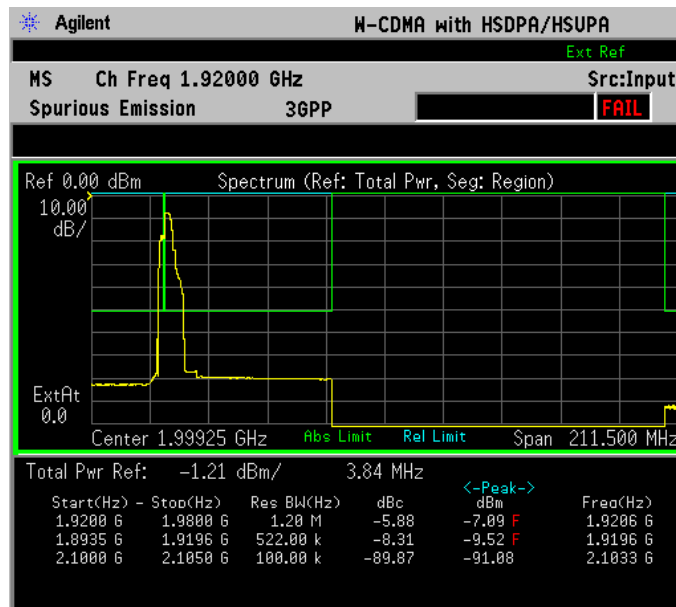 Agilent W-CDMA with HSDPA/HSUPA
Ext Ref
MS Ch Freq 1.92000 GHz Src:Input
Spurious Emission 3GPP FAIL
Ref 0.00 dBm Spectrum (Ref: Total Pwr, Seg: Region)
10.00
dB/
ExtAt
0.0
Center 1.99925 GHz Abs Limit Rel Limit Span 211.500 MHz
Total Pwr Ref: -1.21 dBm/ 3.84 MHz
<-Peak->
Start(Hz) - Stop(Hz) Res BW(Hz) dBc dBm Freq(Hz)
1.9200 G 1.9800 G 1.20 M -5.88 -7.09 F 1.9206 G
1.8935 G 1.9196 G 522.00 k -8.31 -9.52 F 1.9196 G
2.1000 G 2.1050 G 100.00 k -89.87 -91.08 2.1033 G